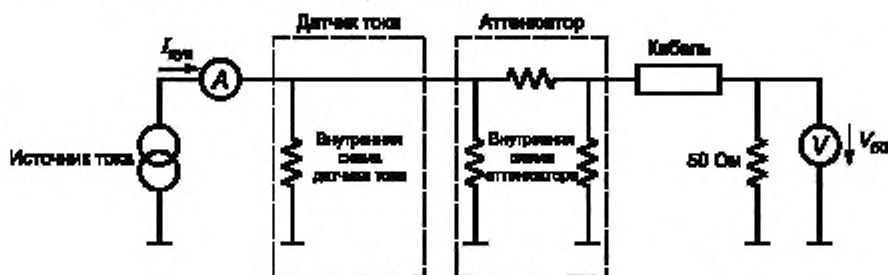 Датчик тока
Аттенюатор
Кабель
A
Источник тока
Внутренняя
схема
датчика тока
Внутренняя
схема
аттенюатора
50 Ом
V